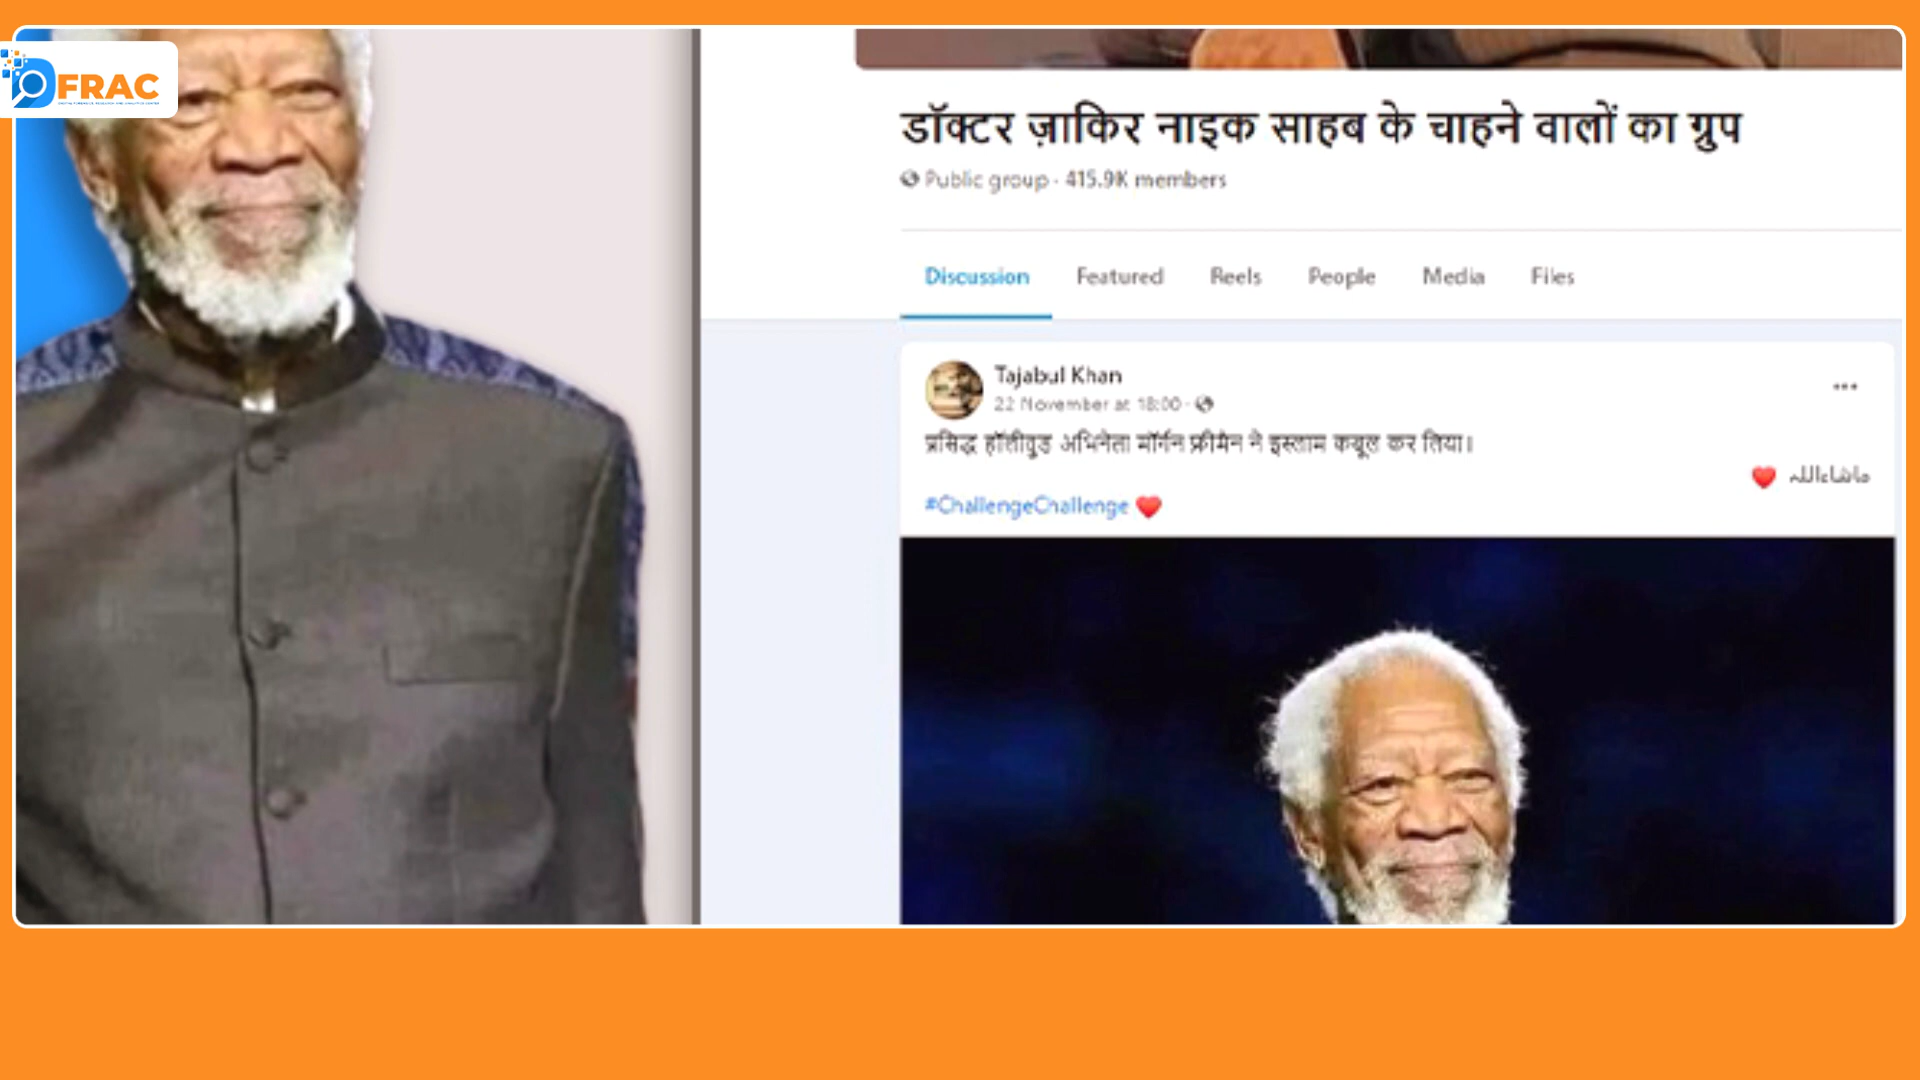 DFRAC
डॉक्टर ज़ाकिर नाइक साहब के चाहने वालों का ग्रुप
Public group · 415.9K members
Discussion Featured Reels People Media Files
Tajabul Khan
22 November at 18:00
प्रसिद्ध हॉलीवुड अभिनेता मॉर्गन फ्रीमैन ने इस्लाम कबूल कर लिया।
ماشاءاللہ
#ChallengeChallenge